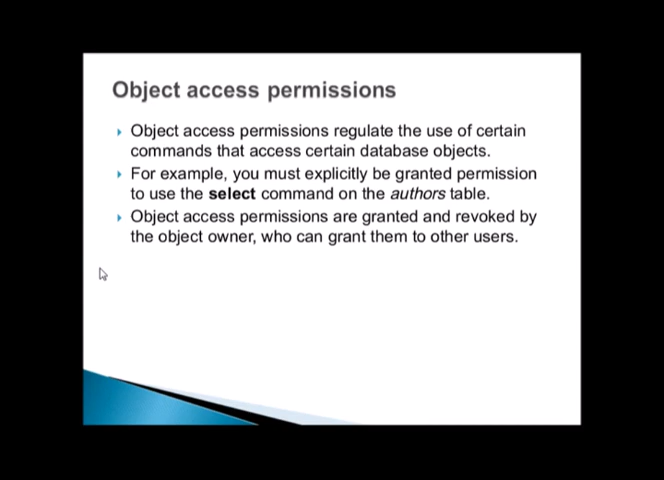 Object access permissions
Object access permissions regulate the use of certain
commands that access certain database objects.
For example, you must explicitly be granted permission
to use the select command on the authors table.
Object access permissions are granted and revoked by
the object owner, who can grant them to other users.